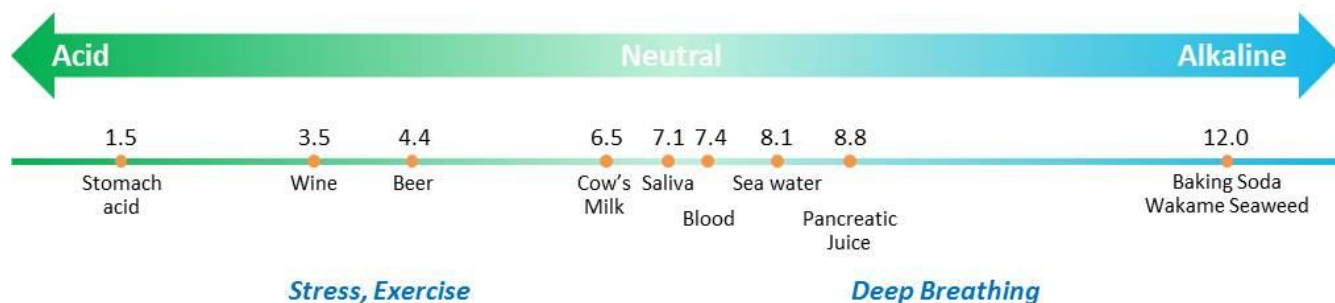 Acid Neutral Alkaline
1.5 3.5 4.4 6.5 7.1 7.4 8.1 8.8 12.0
Stomach acid
Wine
Beer
Cow's Milk
Saliva
Blood
Sea water
Pancreatic Juice
Baking Soda
Wakame Seaweed
Stress, Exercise Deep Breathing